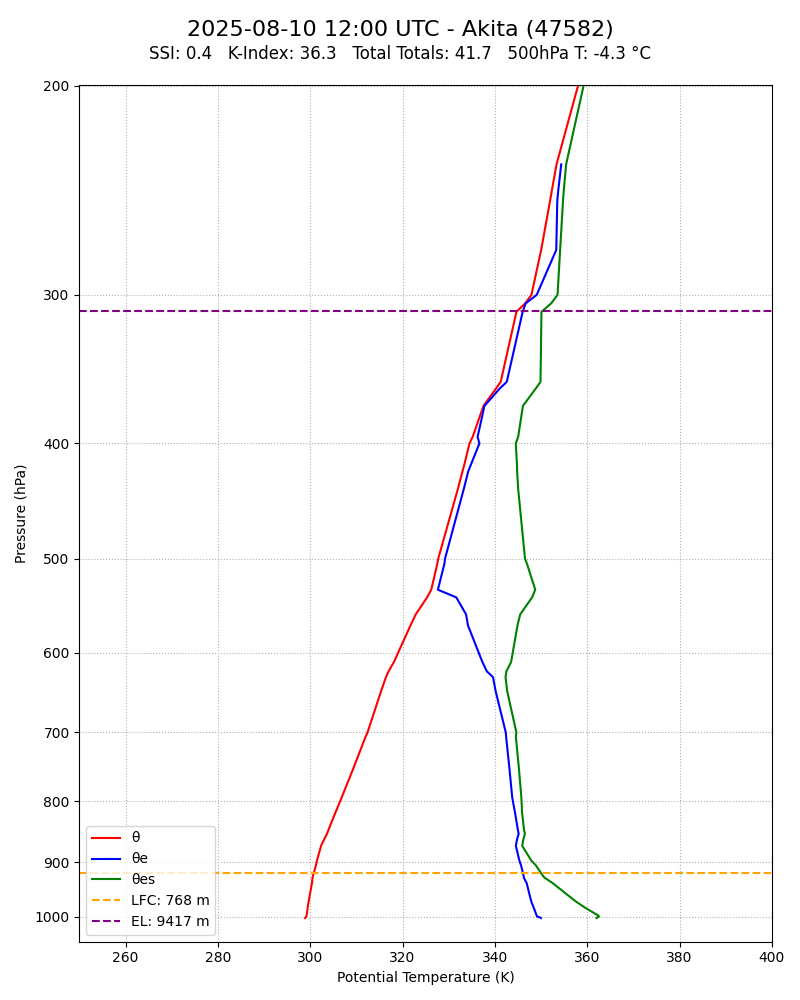 2025-08-10 12:00 UTC - Akita (47582)
SSI: 0.4   K-Index: 36.3   Total Totals: 41.7   500hPa T: -4.3 °C
200
300
400
500
600
700
800
900
1000
Pressure (hPa)
θ
θe
θes
LFC: 768 m
EL: 9417 m
260 280 300 320 340 360 380 400
Potential Temperature (K)